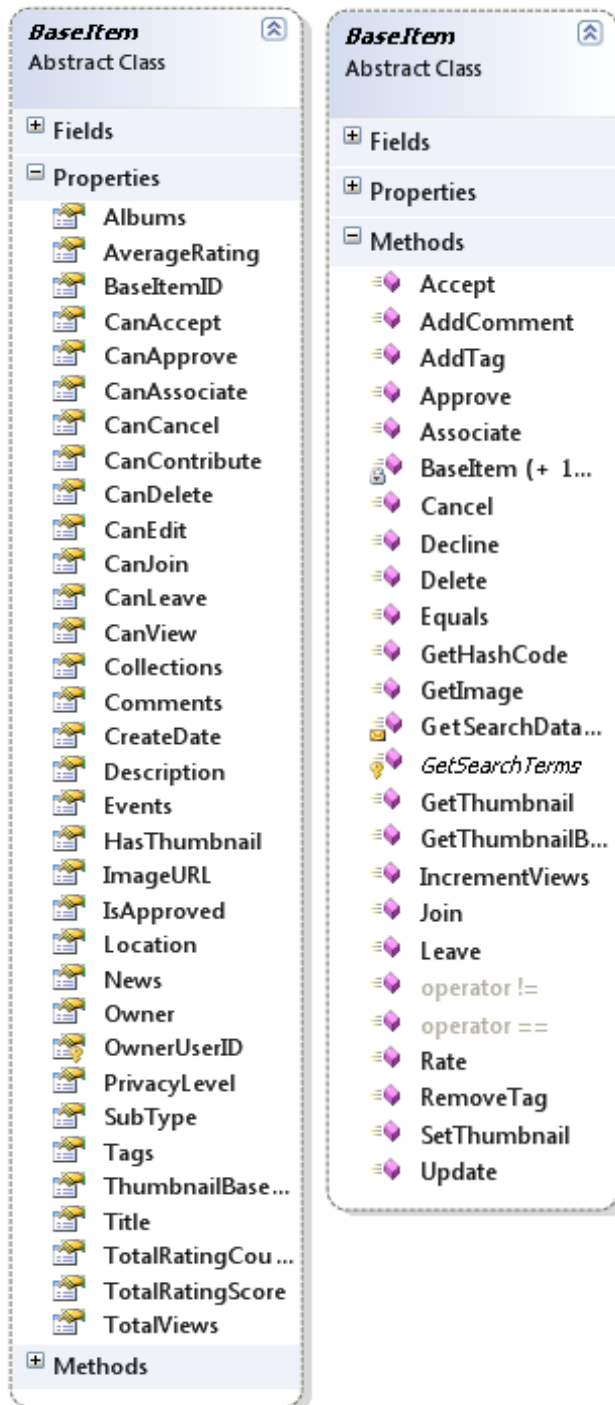 BaseItem
Abstract Class
Fields
Properties
Albums
AverageRating
BaseItemID
CanAccept
CanApprove
CanAssociate
CanCancel
CanContribute
CanDelete
CanEdit
CanJoin
CanLeave
CanView
Collections
Comments
CreateDate
Description
Events
HasThumbnail
ImageURL
IsApproved
Location
News
Owner
OwnerUserID
PrivacyLevel
SubType
Tags
ThumbnailBase...
Title
TotalRatingCou...
TotalRatingScore
TotalViews
Methods
BaseItem
Abstract Class
Fields
Properties
Methods
Accept
AddComment
AddTag
Approve
Associate
BaseItem (+ 1...
Cancel
Decline
Delete
Equals
GetHashCode
GetImage
GetSearchData...
GetSearchTerms
GetThumbnail
GetThumbnailB...
IncrementViews
Join
Leave
operator !=
operator ==
Rate
RemoveTag
SetThumbnail
Update